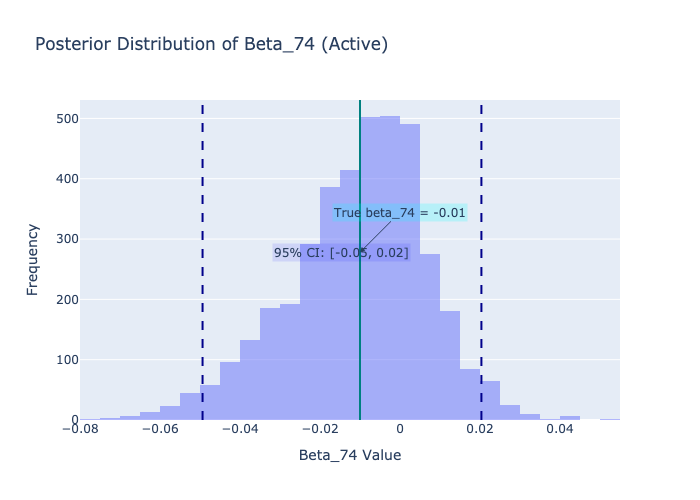 Posterior Distribution of Beta_74 (Active)
500
400
300
200
100
0
Frequency
True beta_74 = -0.01
95% CI: [-0.05, 0.02]
−0.08
−0.06
−0.04
−0.02
0
0.02
0.04
Beta_74 Value